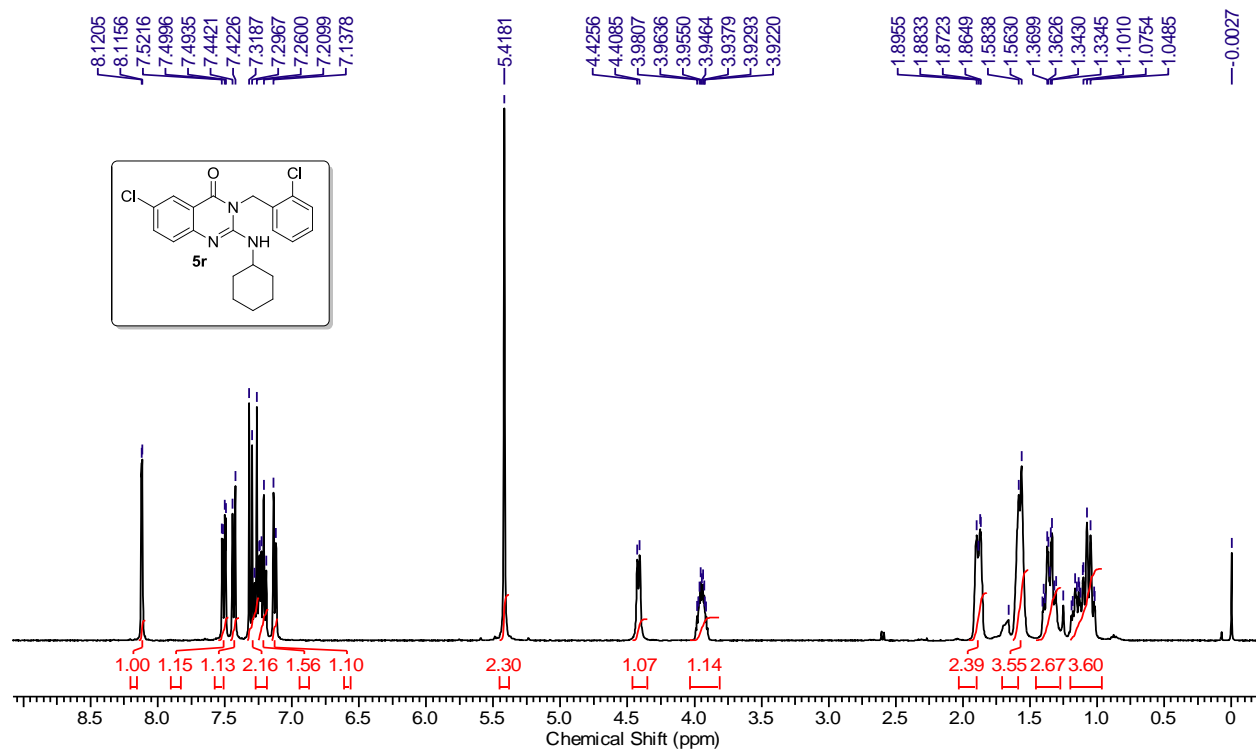 8.1205 8.1156 7.5216 7.4996 7.4935 7.4421 7.4226 7.3187 7.2967 7.2600 7.2099 7.1378 5.4181 4.4256 4.4085 3.9807 3.9636 3.9550 3.9464 3.9379 3.9293 3.9220 1.8955 1.8833 1.8723 1.8649 1.5838 1.5630 1.3699 1.3626 1.3430 1.3345 1.1010 1.0754 1.0485 -0.0027
O Cl
Cl
N
N NH
5r
1.00 1.15 1.13 2.16 1.56 1.10 2.30 1.07 1.14 2.39 3.55 2.67 3.60
8.5 8.0 7.5 7.0 6.5 6.0 5.5 5.0 4.5 4.0 3.5 3.0 2.5 2.0 1.5 1.0 0.5 0
Chemical Shift (ppm)